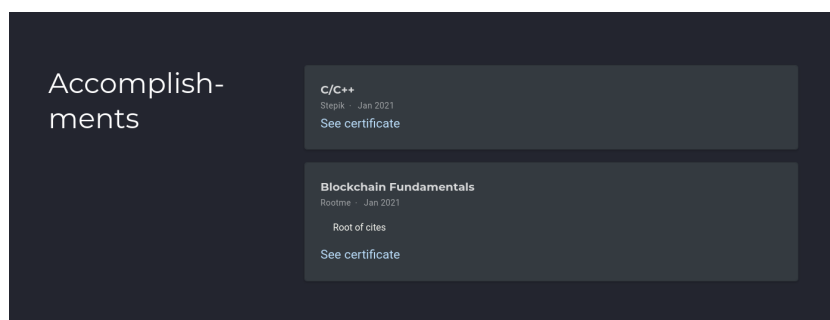 Accomplish-
ments
C/C++
Stepik · Jan 2021
See certificate
Blockchain Fundamentals
Rootme · Jan 2021
Root of cites
See certificate